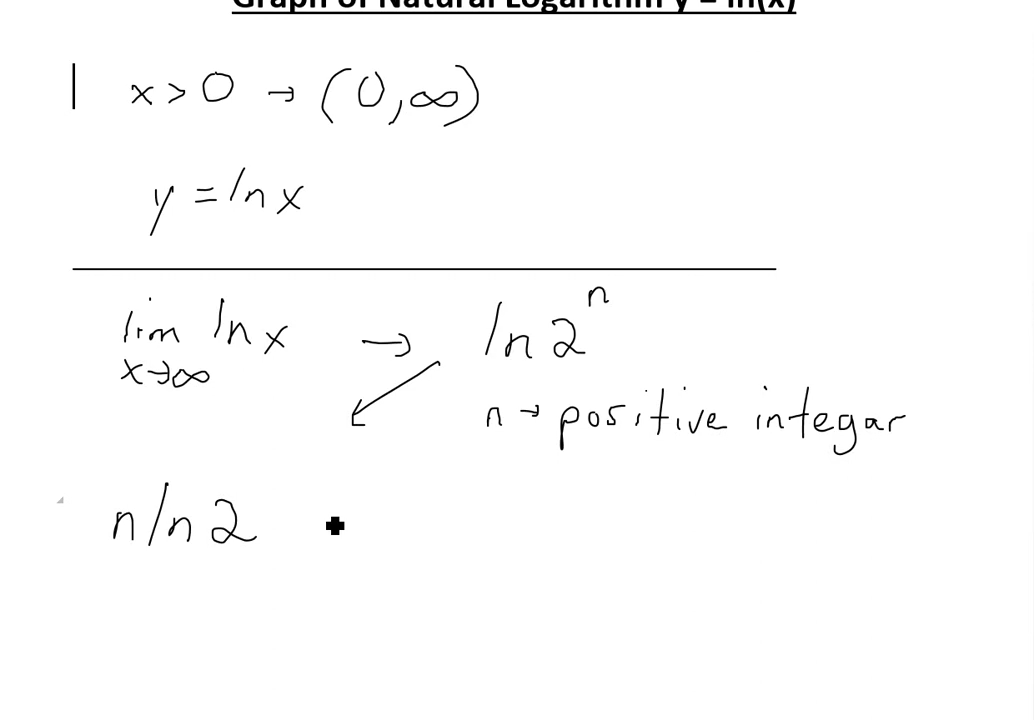 Graph of Natural Logarithm y = ln(x)
| x > 0 → (0, ∞)
y = ln x
lim ln x → ln 2^n
x→∞
n → positive integar
n ln 2